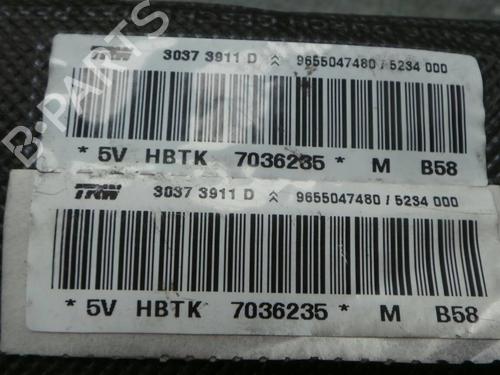 TRW 3037 3911 D 9655047480 / 5234 000
* 5V HBTK 7036235 * M B58
TRW 3037 3911 D 9655047480 / 5234 000
* 5V HBTK 7036235 * M B58
B-PARTS